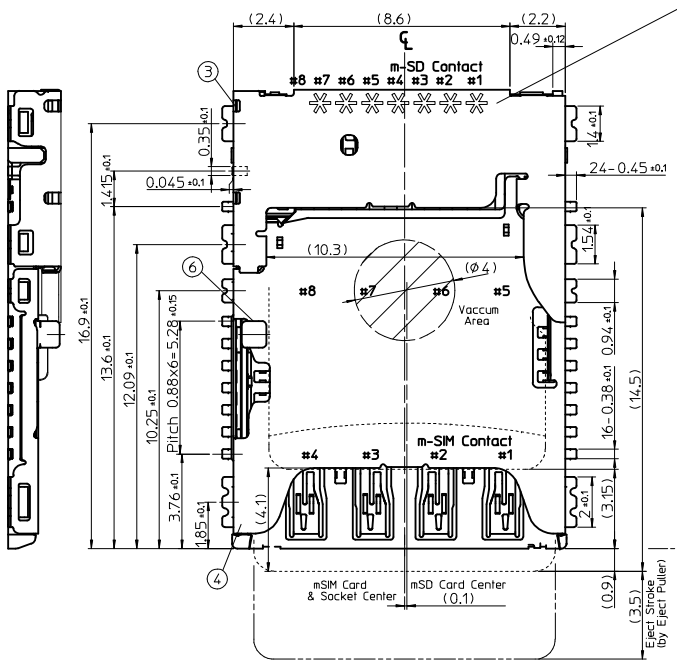 (2.4)
(8.6)
(2.2)
CL
0.49 ±0.12
m-SD Contact
#8 #7 #6 #5 #4 #3 #2 #1
3
0.35 ±0.1
1.4 ±0.1
0.045 ±0.1
1.415 ±0.1
24-0.45 ±0.1
1.54 ±0.1
(10.3)
(Ø4)
6
#8 #7 #6 #5
Vaccum
Area
16.9 ±0.1
13.6 ±0.1
12.09 ±0.1
10.25 ±0.1
Pitch 0.88x6= 5.28 ±0.15
0.94 ±0.1
(14.5)
16-0.38 ±0.1
m-SIM Contact
#4 #3 #2 #1
3.76 ±0.1
1.85 ±0.1
(4.1)
2 ±0.1
(3.15)
4
mSIM Card
& Socket Center
mSD Card Center
(0.1)
(0.9)
(3.5)
Eject Stroke
(by Eject Puller)